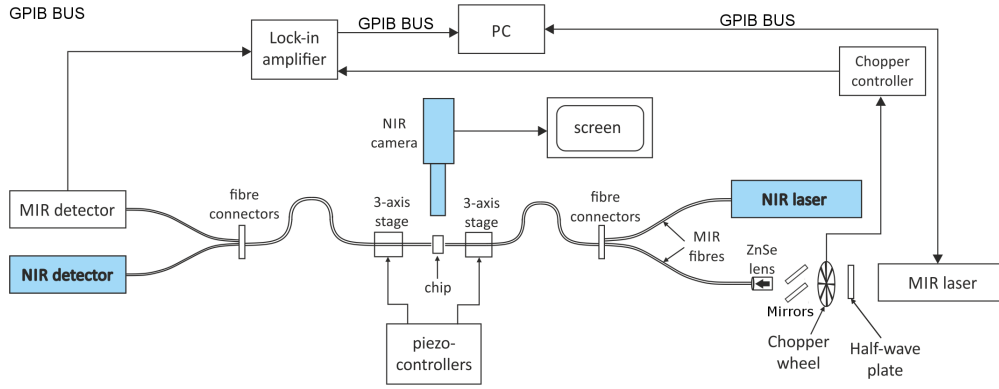 GPIB BUS
GPIB BUS
GPIB BUS
Lock-in
amplifier
PC
Chopper
controller
NIR
camera
screen
MIR detector
fibre
connectors
3-axis
stage
3-axis
stage
fibre
connectors
NIR laser
NIR detector
chip
MIR
fibres
ZnSe
lens
MIR laser
Mirrors
piezo-
controllers
Chopper
wheel
Half-wave
plate